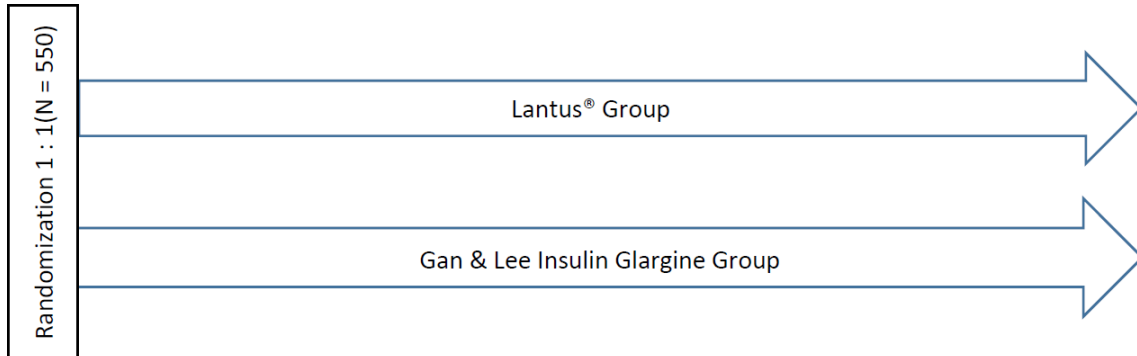 Randomization 1 : 1(N = 550)
Lantus® Group
Gan & Lee Insulin Glargine Group